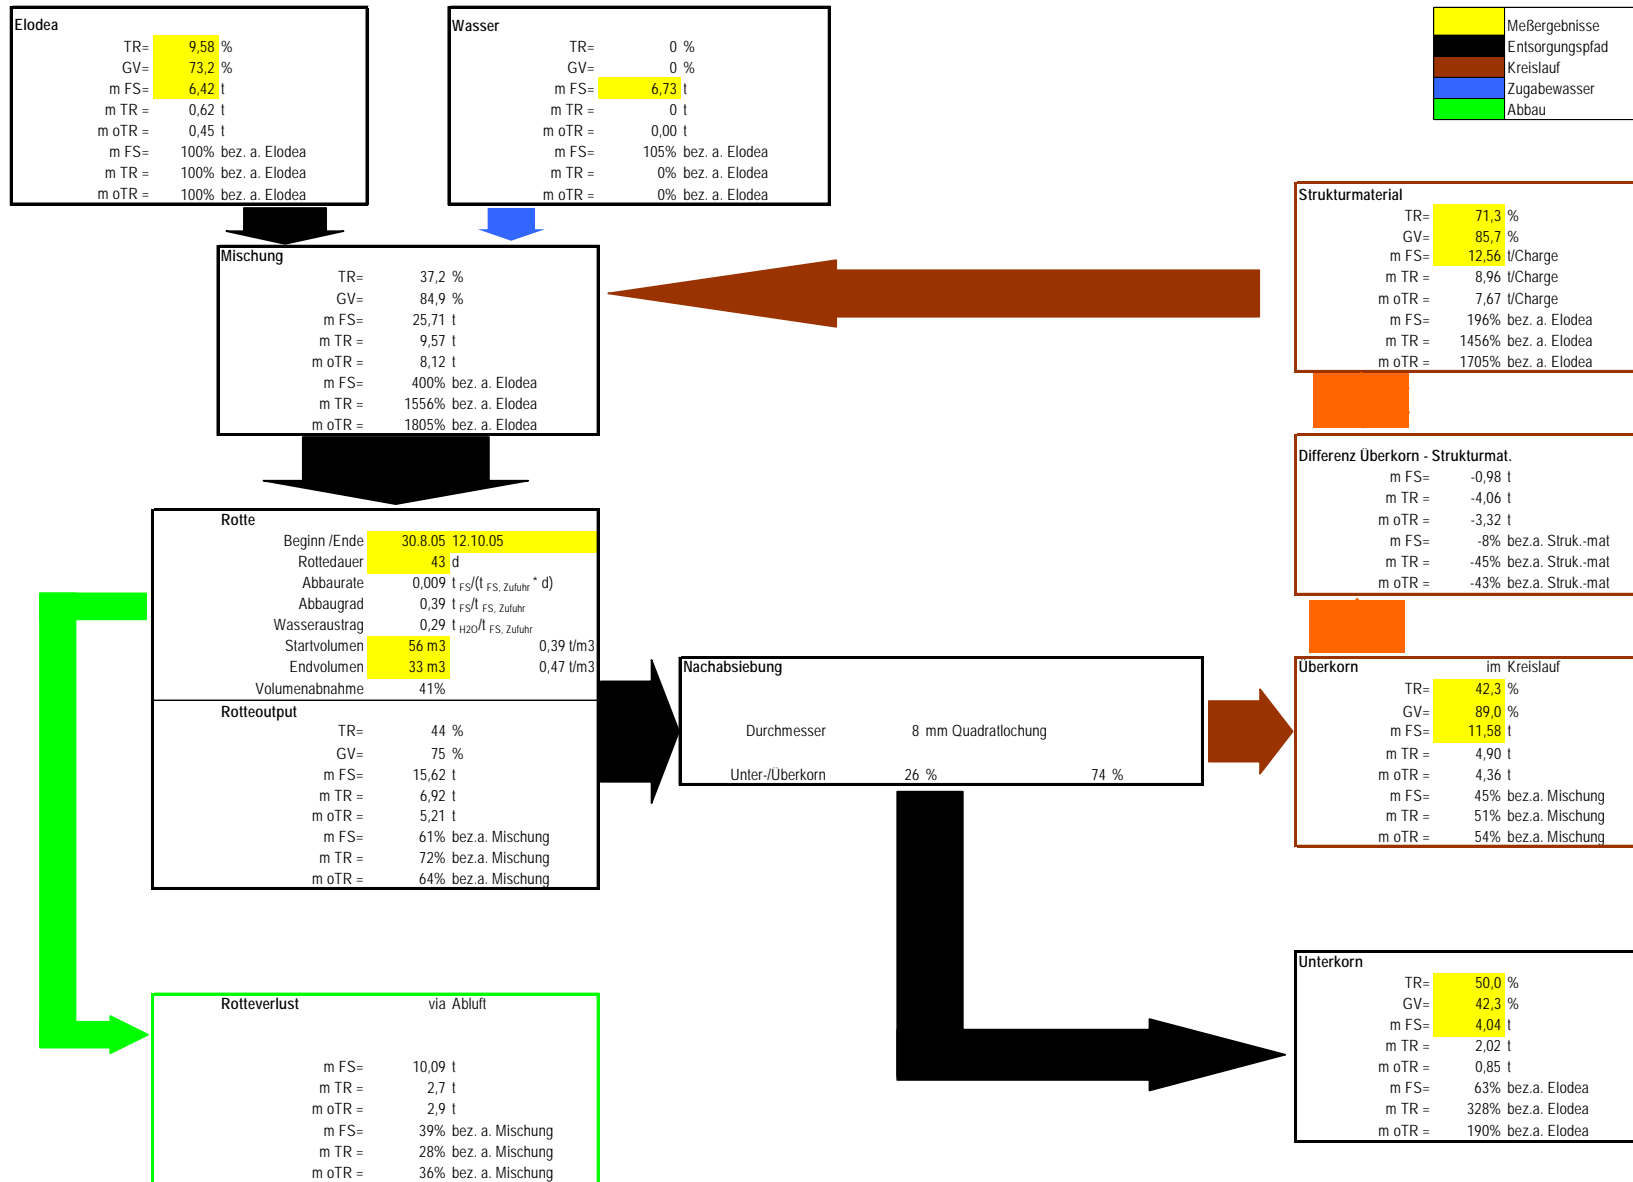 Elodea
TR= 9,58 %
GV= 73,2 %
m FS= 6,42 t
m TR = 0,62 t
m oTR = 0,45 t
m FS= 100% bez. a. Elodea
m TR = 100% bez. a. Elodea
m oTR = 100% bez. a. Elodea
Wasser
TR= 0 %
GV= 0 %
m FS= 6,73 t
m TR = 0 t
m oTR = 0,00 t
m FS= 105% bez. a. Elodea
m TR = 0% bez. a. Elodea
m oTR = 0% bez. a. Elodea
Meßergebnisse
Entsorgungspfad
Kreislauf
Zugabewasser
Abbau
Mischung
TR= 37,2 %
GV= 84,9 %
m FS= 25,71 t
m TR = 9,57 t
m oTR = 8,12 t
m FS= 400% bez. a. Elodea
m TR = 1556% bez. a. Elodea
m oTR = 1805% bez. a. Elodea
Strukturmaterial
TR= 71,3 %
GV= 85,7 %
m FS= 12,56 t/Charge
m TR = 8,96 t/Charge
m oTR = 7,67 t/Charge
m FS= 196% bez. a. Elodea
m TR = 1456% bez. a. Elodea
m oTR = 1705% bez. a. Elodea
Differenz Überkorn - Strukturmat.
m FS= -0,98 t
m TR = -4,06 t
m oTR = -3,32 t
m FS= -8% bez.a. Struk.-mat
m TR = -45% bez.a. Struk.-mat
m oTR = -43% bez.a. Struk.-mat
Rotte
Beginn /Ende 30.8.05 12.10.05
Rottedauer 43 d
Abbaurate 0,009 t FS/(t FS, Zufuhr * d)
Abbaugrad 0,39 t FS/t FS, Zufuhr
Wasseraustrag 0,29 t H2O/t FS, Zufuhr
Startvolumen 56 m3 0,39 t/m3
Endvolumen 33 m3 0,47 t/m3
Volumenabnahme 41%
Rotteoutput
TR= 44 %
GV= 75 %
m FS= 15,62 t
m TR = 6,92 t
m oTR = 5,21 t
m FS= 61% bez.a. Mischung
m TR = 72% bez.a. Mischung
m oTR = 64% bez.a. Mischung
Nachabsiebung
Durchmesser 8 mm Quadratlochung
Unter-/Überkorn 26 % 74 %
Überkorn im Kreislauf
TR= 42,3 %
GV= 89,0 %
m FS= 11,58 t
m TR = 4,90 t
m oTR = 4,36 t
m FS= 45% bez.a. Mischung
m TR = 51% bez.a. Mischung
m oTR = 54% bez.a. Mischung
Rotteverlust via Abluft
m FS= 10,09 t
m TR = 2,7 t
m oTR = 2,9 t
m FS= 39% bez. a. Mischung
m TR = 28% bez. a. Mischung
m oTR = 36% bez. a. Mischung
Unterkorn
TR= 50,0 %
GV= 42,3 %
m FS= 4,04 t
m TR = 2,02 t
m oTR = 0,85 t
m FS= 63% bez.a. Elodea
m TR = 328% bez.a. Elodea
m oTR = 190% bez.a. Elodea